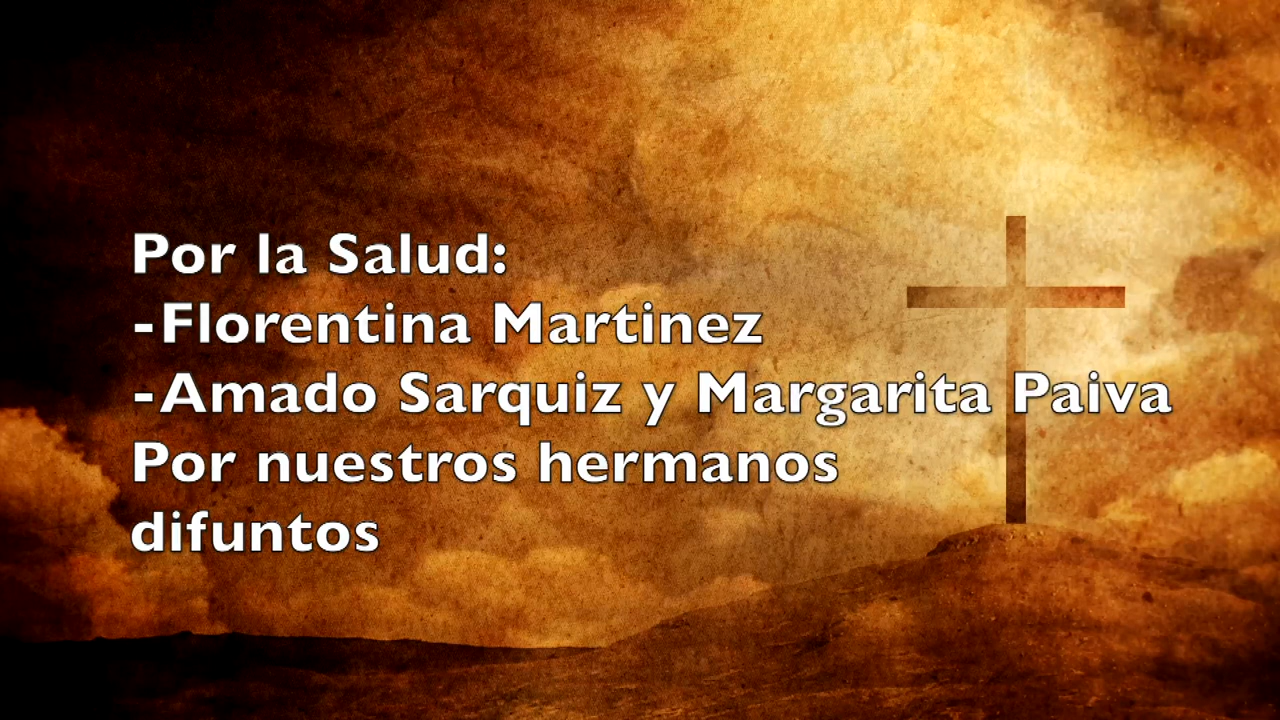 Por la Salud:
-Florentina Martinez
-Amado Sarquiz y Margarita Paiva
Por nuestros hermanos
difuntos